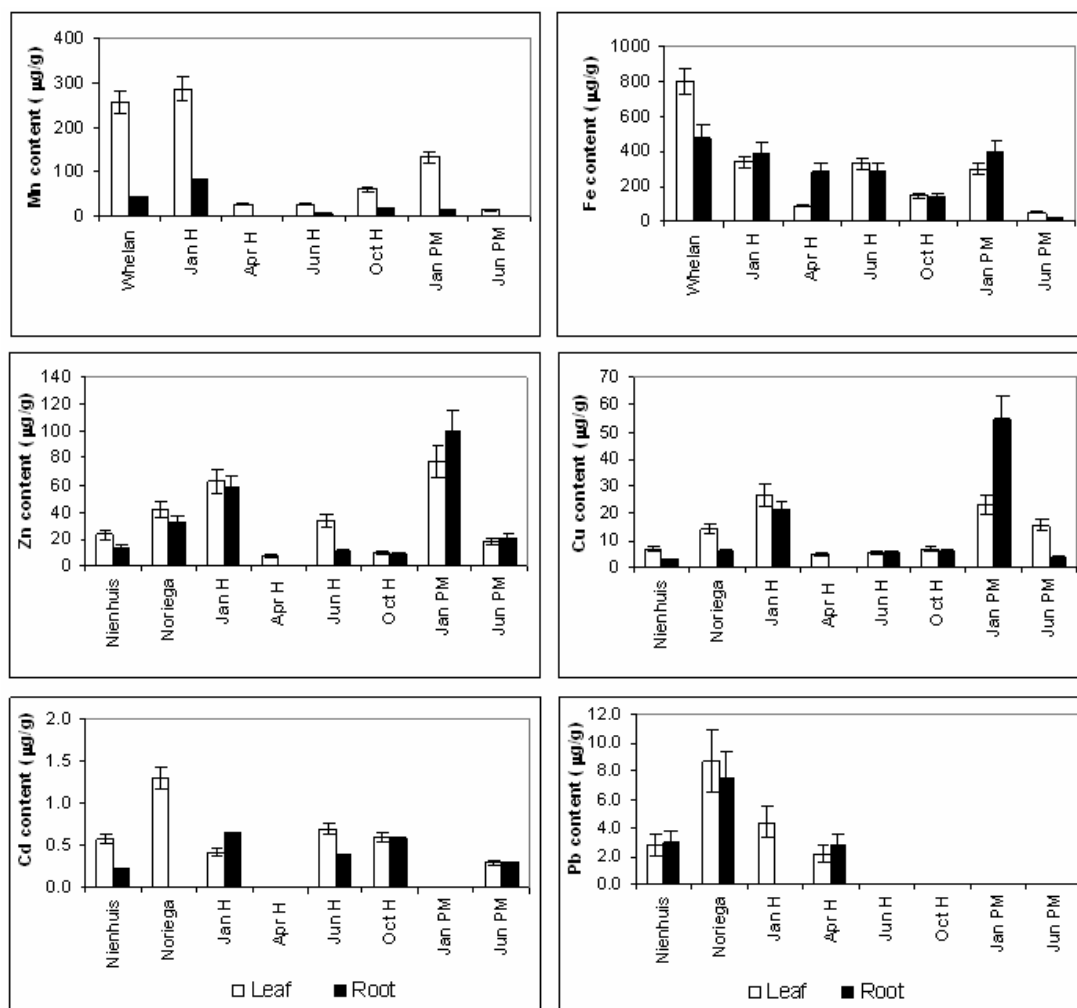 Mn content ( µg/g)
400
300
200
100
0
Whelan
Jan H
Apr H
Jun H
Oct H
Jan PM
Jun PM
Fe content ( µg/g)
1000
800
600
400
200
0
Whelan
Jan H
Apr H
Jun H
Oct H
Jan PM
Jun PM
Zn content ( µg/g)
140
120
100
80
60
40
20
0
Nienhuis
Noriega
Jan H
Apr H
Jun H
Oct H
Jan PM
Jun PM
Cu content ( µg/g)
70
60
50
40
30
20
10
0
Nienhuis
Noriega
Jan H
Apr H
Jun H
Oct H
Jan PM
Jun PM
Cd content ( µg/g)
2.0
1.5
1.0
0.5
0.0
Nienhuis
Noriega
Jan H
Apr H
Jun H
Oct H
Jan PM
Jun PM
Leaf Root
Pb content ( µg/g)
12.0
10.0
8.0
6.0
4.0
2.0
0.0
Nienhuis
Noriega
Jan H
Apr H
Jun H
Oct H
Jan PM
Jun PM
Leaf Root